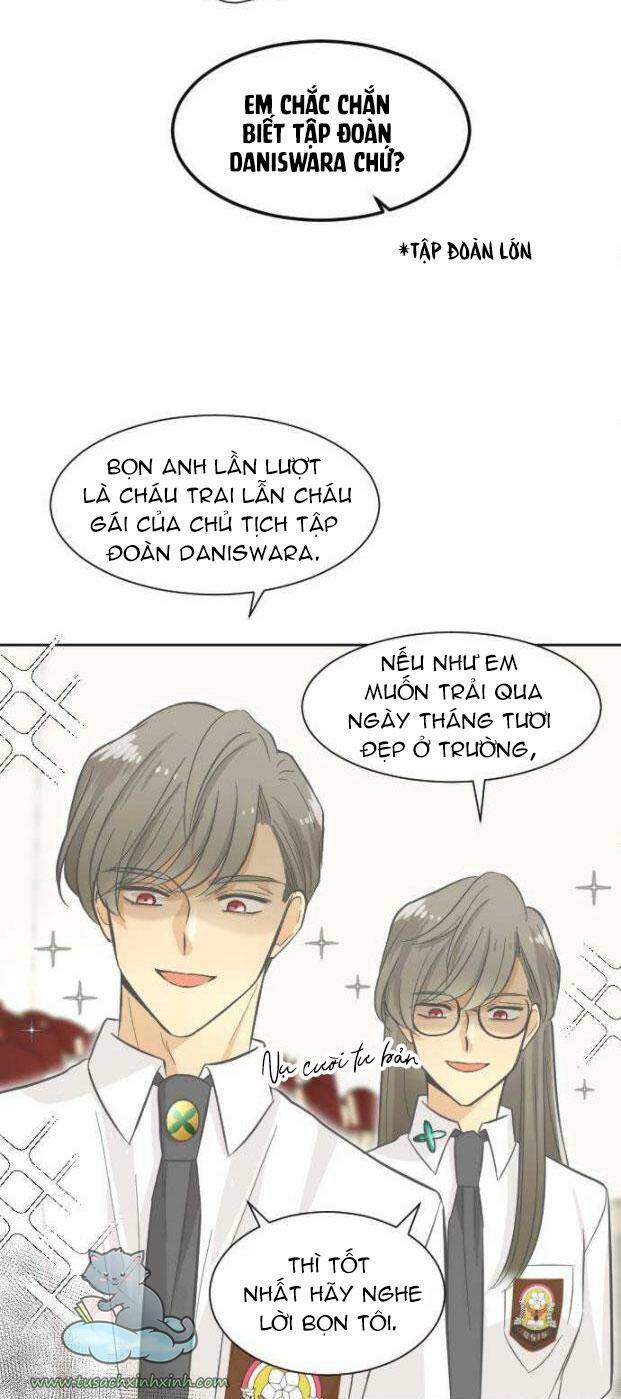 EM CHẮC CHẮN
BIẾT TẬP ĐOÀN
DANISWARA CHỨ?
*TẬP ĐOÀN LỚN
BỌN ANH LẦN LƯỢT
LÀ CHÁU TRAI LẪN CHÁU
GÁI CỦA CHỦ TỊCH TẬP
ĐOÀN DANISWARA.
NẾU NHƯ EM
MUỐN TRẢI QUA
NGÀY THÁNG TƯƠI
ĐẸP Ở TRƯỜNG,
Nụ cười tư bản
THÌ TỐT
NHẤT HÃY NGHE
LỜI BỌN TÔI.
OSIS
www.tusachxinhxinh.com